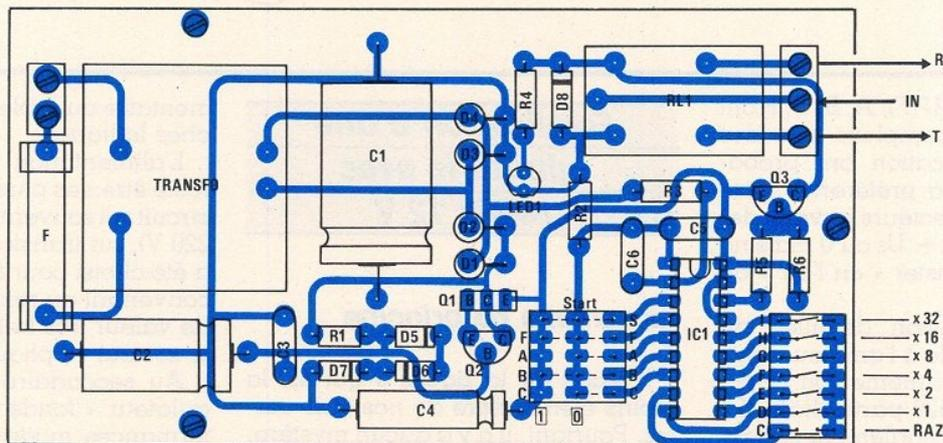 R
IN
T
R4
D8
RL1
D4
D3
C1
TRANSFO
LED1
R2
R3
Q3
B
F
D2
D1
C6
C5
R5
R6
Q1
B C E
Start
IC1
C2
C3
R1
D5
D7
D6
E
C
B
Q2
C4
F
A
B
C
F
A
B
1
0
I
H
G
F
E
D
C
x 32
x 16
x 8
x 4
x 2
x 1
RAZ